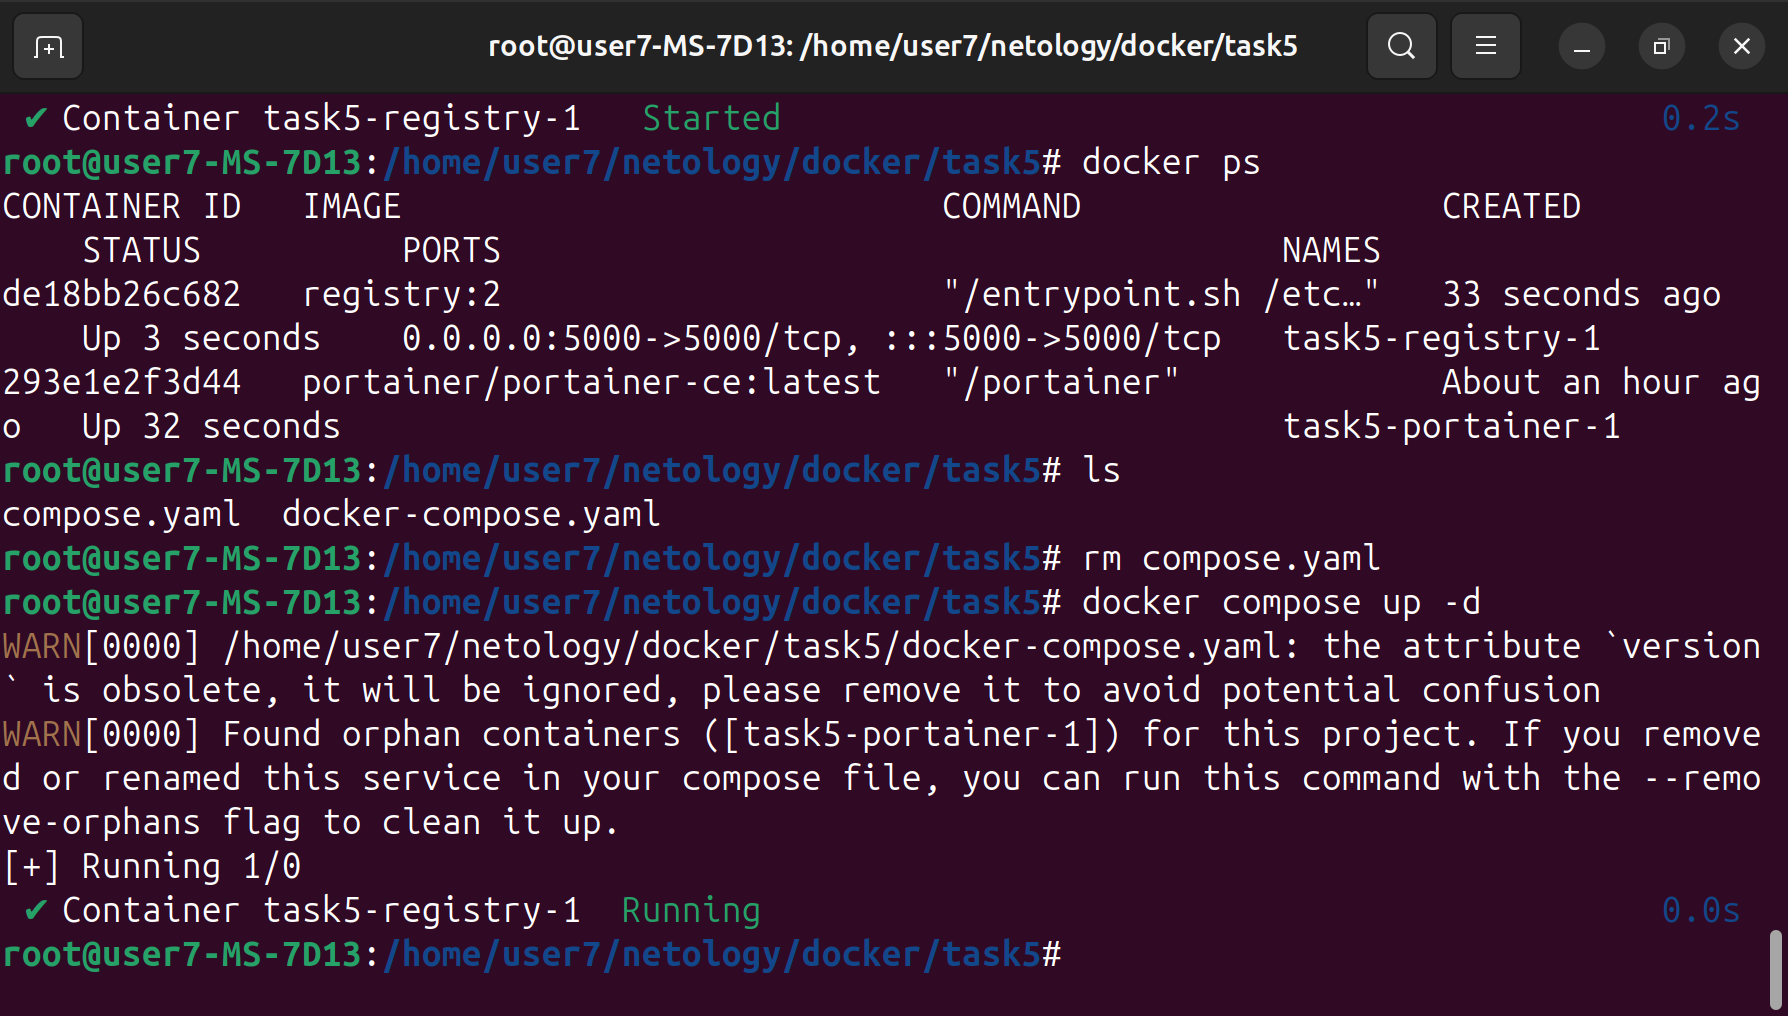 root@user7-MS-7D13: /home/user7/netology/docker/task5
✔ Container task5-registry-1   Started                                            0.2s
root@user7-MS-7D13:/home/user7/netology/docker/task5# docker ps
CONTAINER ID   IMAGE                           COMMAND                  CREATED
    STATUS          PORTS                                       NAMES
de18bb26c682   registry:2                      "/entrypoint.sh /etc…"   33 seconds ago
    Up 3 seconds    0.0.0.0:5000->5000/tcp, :::5000->5000/tcp   task5-registry-1
293e1e2f3d44   portainer/portainer-ce:latest   "/portainer"             About an hour ag
o   Up 32 seconds                                               task5-portainer-1
root@user7-MS-7D13:/home/user7/netology/docker/task5# ls
compose.yaml  docker-compose.yaml
root@user7-MS-7D13:/home/user7/netology/docker/task5# rm compose.yaml
root@user7-MS-7D13:/home/user7/netology/docker/task5# docker compose up -d
WARN[0000] /home/user7/netology/docker/task5/docker-compose.yaml: the attribute `version
` is obsolete, it will be ignored, please remove it to avoid potential confusion
WARN[0000] Found orphan containers ([task5-portainer-1]) for this project. If you remove
d or renamed this service in your compose file, you can run this command with the --remo
ve-orphans flag to clean it up.
[+] Running 1/0
✔ Container task5-registry-1  Running                                             0.0s
root@user7-MS-7D13:/home/user7/netology/docker/task5#